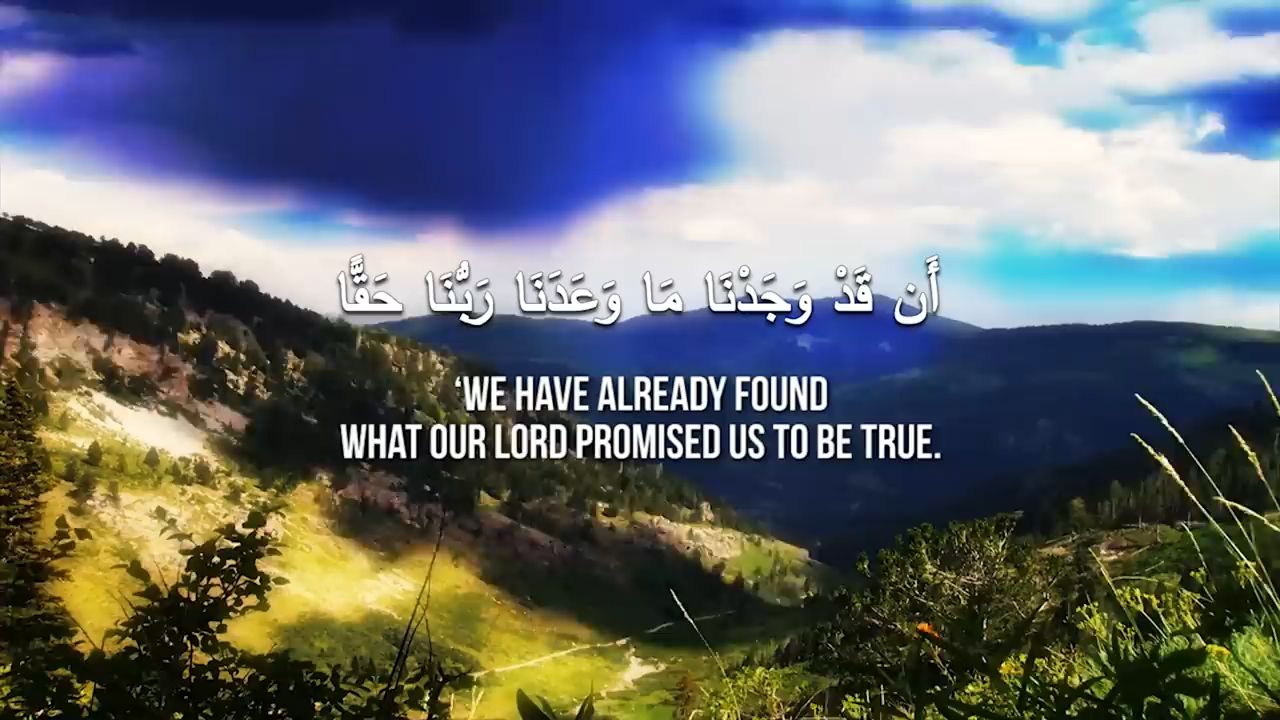 أَن قَدْ وَجَدْنَا مَا وَعَدَنَا رَبُّنَا حَقًّا
‘WE HAVE ALREADY FOUND
WHAT OUR LORD PROMISED US TO BE TRUE.